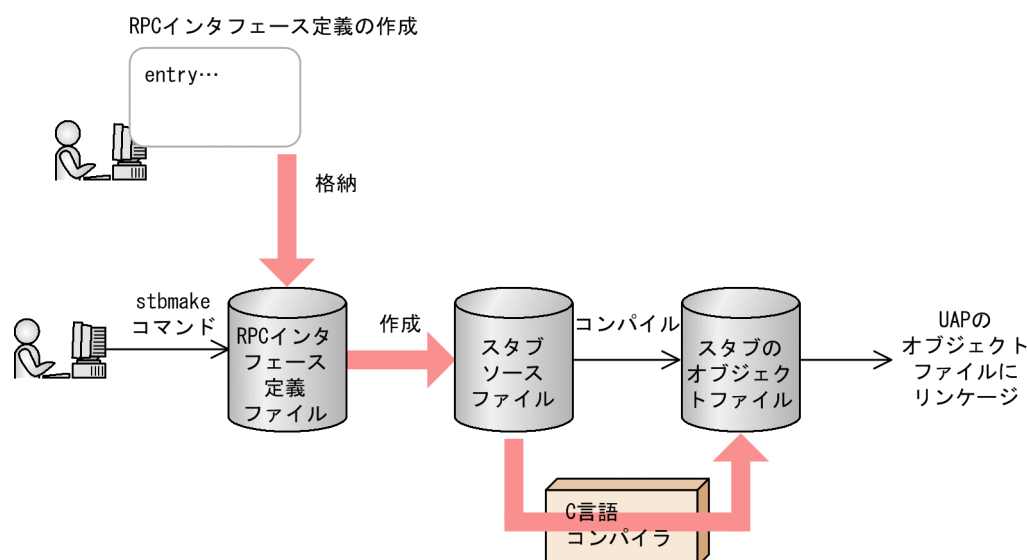 RPCインタフェース定義の作成
entry…
格納
stbmake
コマンド
RPCインタ
フェース
定義
ファイル
作成
スタブ
ソース
ファイル
コンパイル
スタブの
オブジェク
トファイル
UAPの
オブジェクト
ファイルに
リンケージ
C言語
コンパイラ